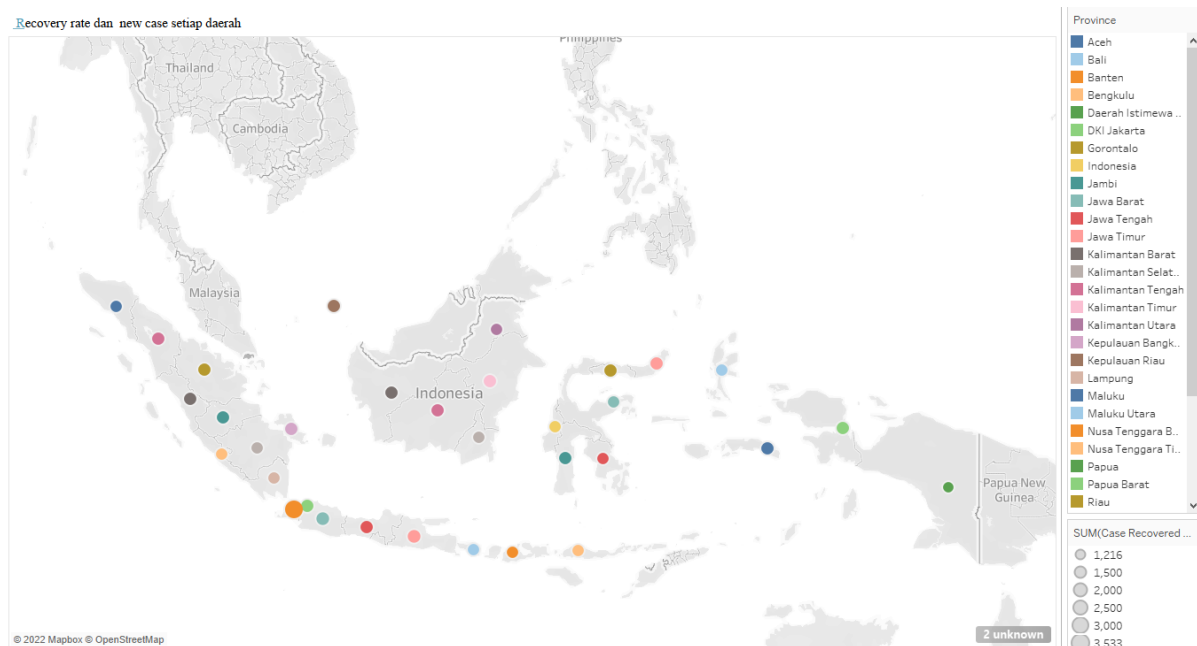 Recovery rate dan new case setiap daerah
Philippines
Thailand
Cambodia
Malaysia
Indonesia
Papua New
Guinea
© 2022 Mapbox © OpenStreetMap
2 unknown
Province
Aceh
Bali
Banten
Bengkulu
Daerah Istimewa ..
DKI Jakarta
Gorontalo
Indonesia
Jambi
Jawa Barat
Jawa Tengah
Jawa Timur
Kalimantan Barat
Kalimantan Selat..
Kalimantan Tengah
Kalimantan Timur
Kalimantan Utara
Kepulauan Bangk..
Kepulauan Riau
Lampung
Maluku
Maluku Utara
Nusa Tenggara B..
Nusa Tenggara Ti...
Papua
Papua Barat
Riau
SUM(Case Recovered ...
1,216
1,500
2,000
2,500
3,000
3,533